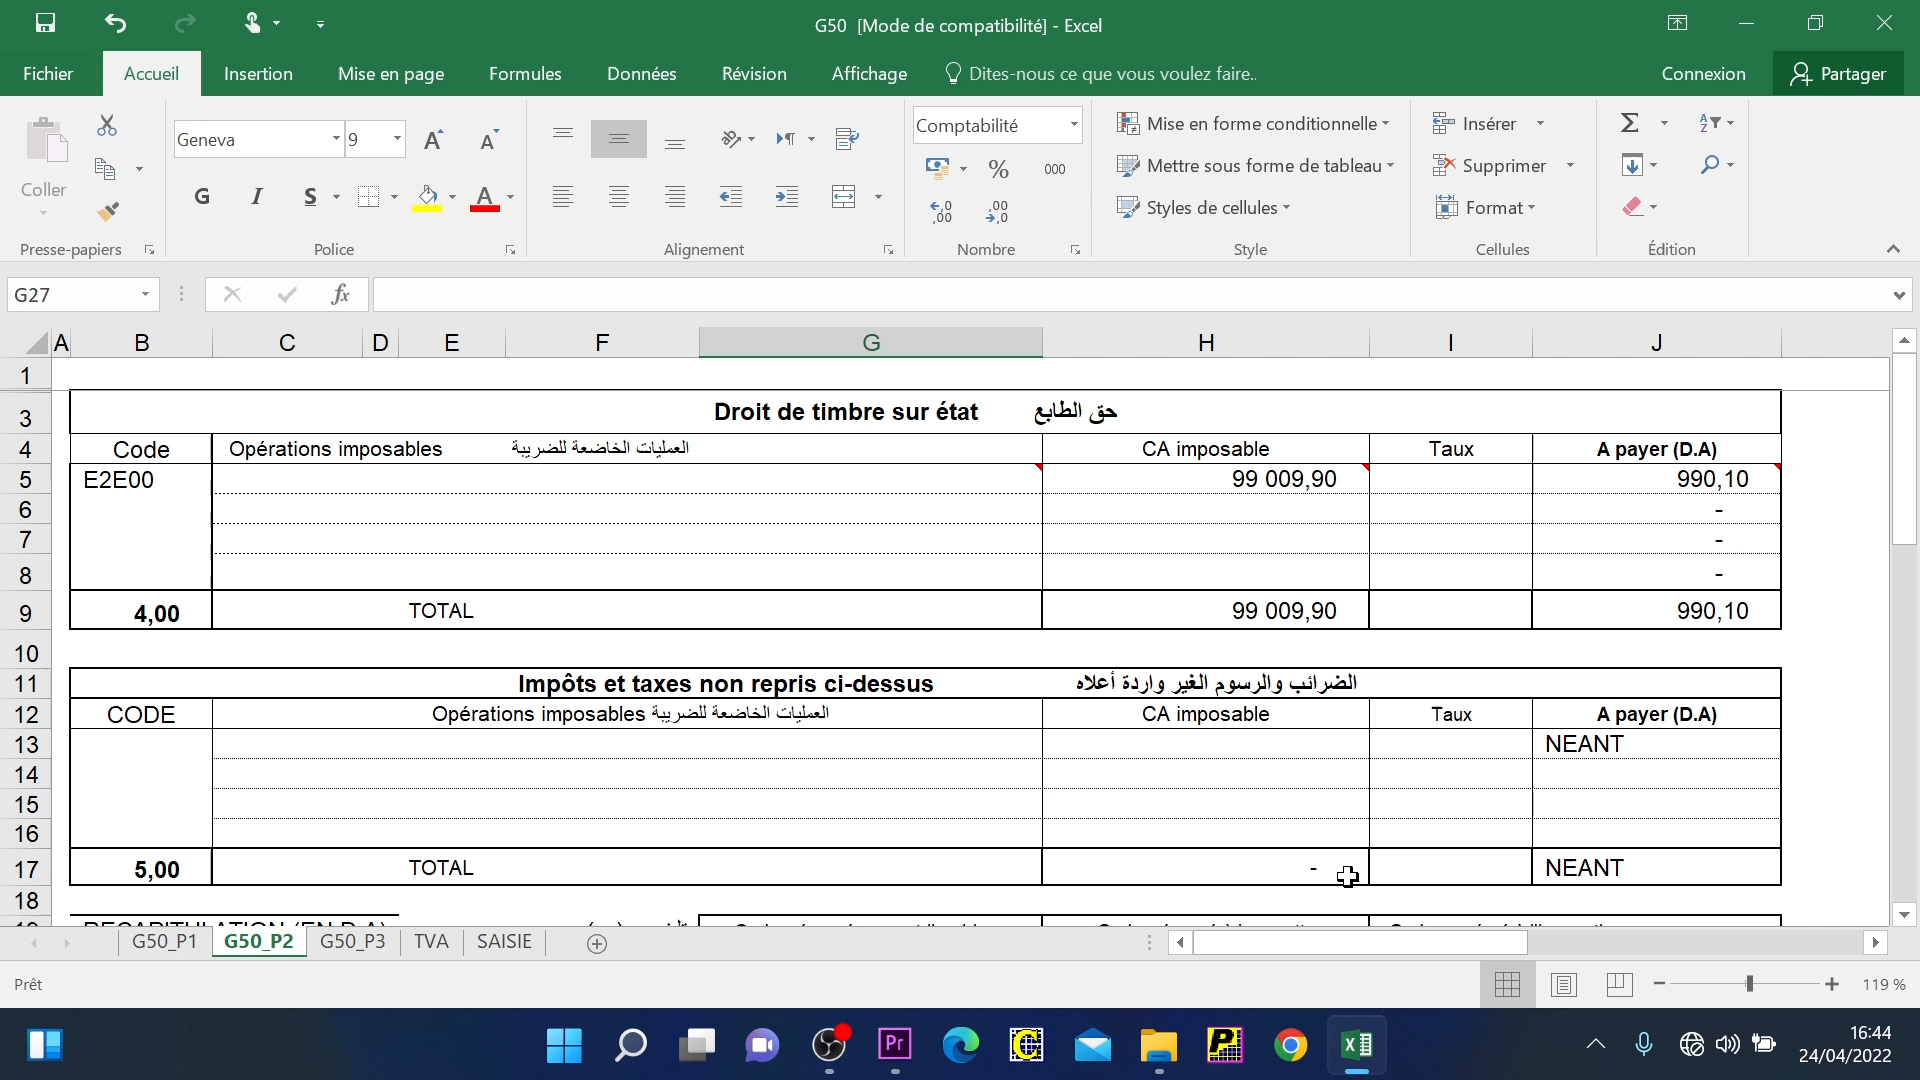 G50 [Mode de compatibilité] - Excel
Fichier Accueil Insertion Mise en page Formules Données Révision Affichage Dites-nous ce que vous voulez faire.. Connexion Partager
Coller
Geneva 9
G I S
Comptabilité
% 000
Mise en forme conditionnelle
Mettre sous forme de tableau
Styles de cellules
Insérer
Supprimer
Format
Presse-papiers Police Alignement Nombre Style Cellules Édition
G27 fx
A B C D E F G H I J
1
3 Droit de timbre sur état حق الطابع
4 Code Opérations imposables العمليات الخاضعة للضريبة CA imposable Taux A payer (D.A)
5 E2E00 99 009,90 990,10
6 -
7 -
8 -
9 4,00 TOTAL 99 009,90 990,10
10
11 Impôts et taxes non repris ci-dessus الضرائب والرسوم الغير واردة أعلاه
12 CODE Opérations imposables العمليات الخاضعة للضريبة CA imposable Taux A payer (D.A)
13 NEANT
14
15
16
17 5,00 TOTAL - NEANT
18
G50_P1 G50_P2 G50_P3 TVA SAISIE
Prêt 119 %
16:44
24/04/2022